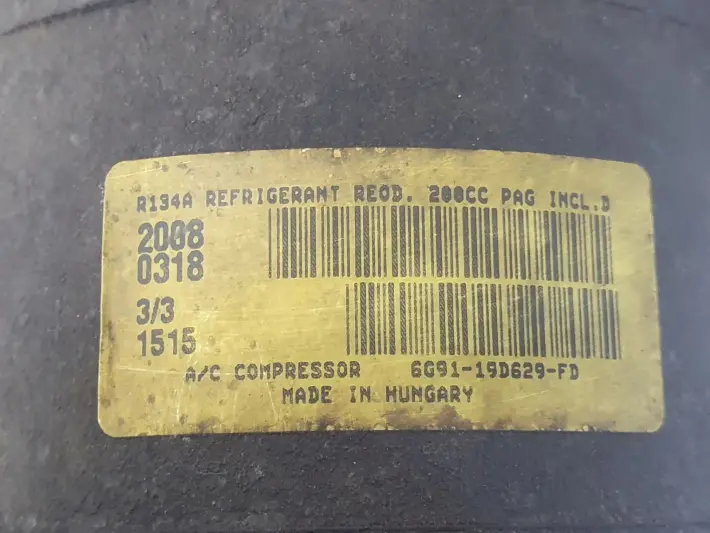 R134A REFRIGERANT REQD. 200CC PAG INCL.D
2008
0318
3/3
1515
A/C COMPRESSOR 6G91-19D629-FD
MADE IN HUNGARY